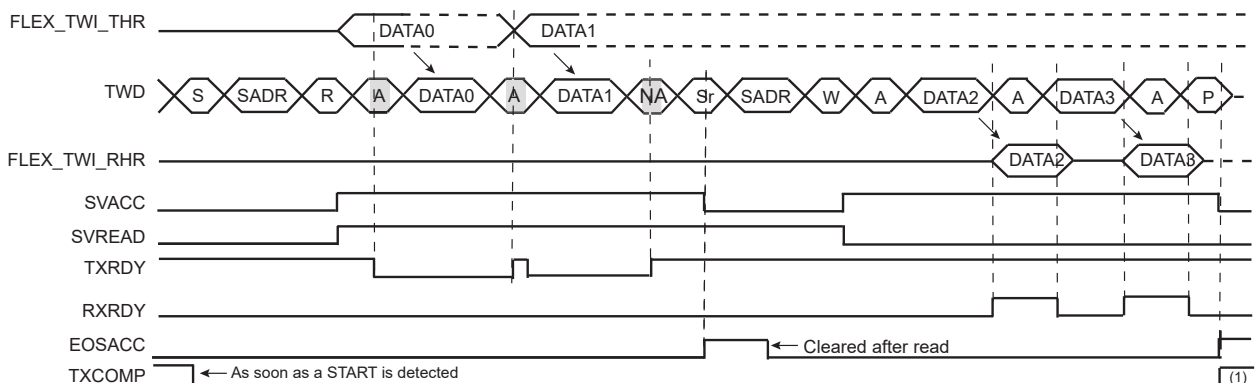 FLEX_TWI_THR DATA0 DATA1
TWD S SADR R A DATA0 A DATA1 NA Sr SADR W A DATA2 A DATA3 A P
FLEX_TWI_RHR DATA2 DATA3
SVACC
SVREAD
TXRDY
RXRDY
EOSACC Cleared after read
TXCOMP As soon as a START is detected (1)